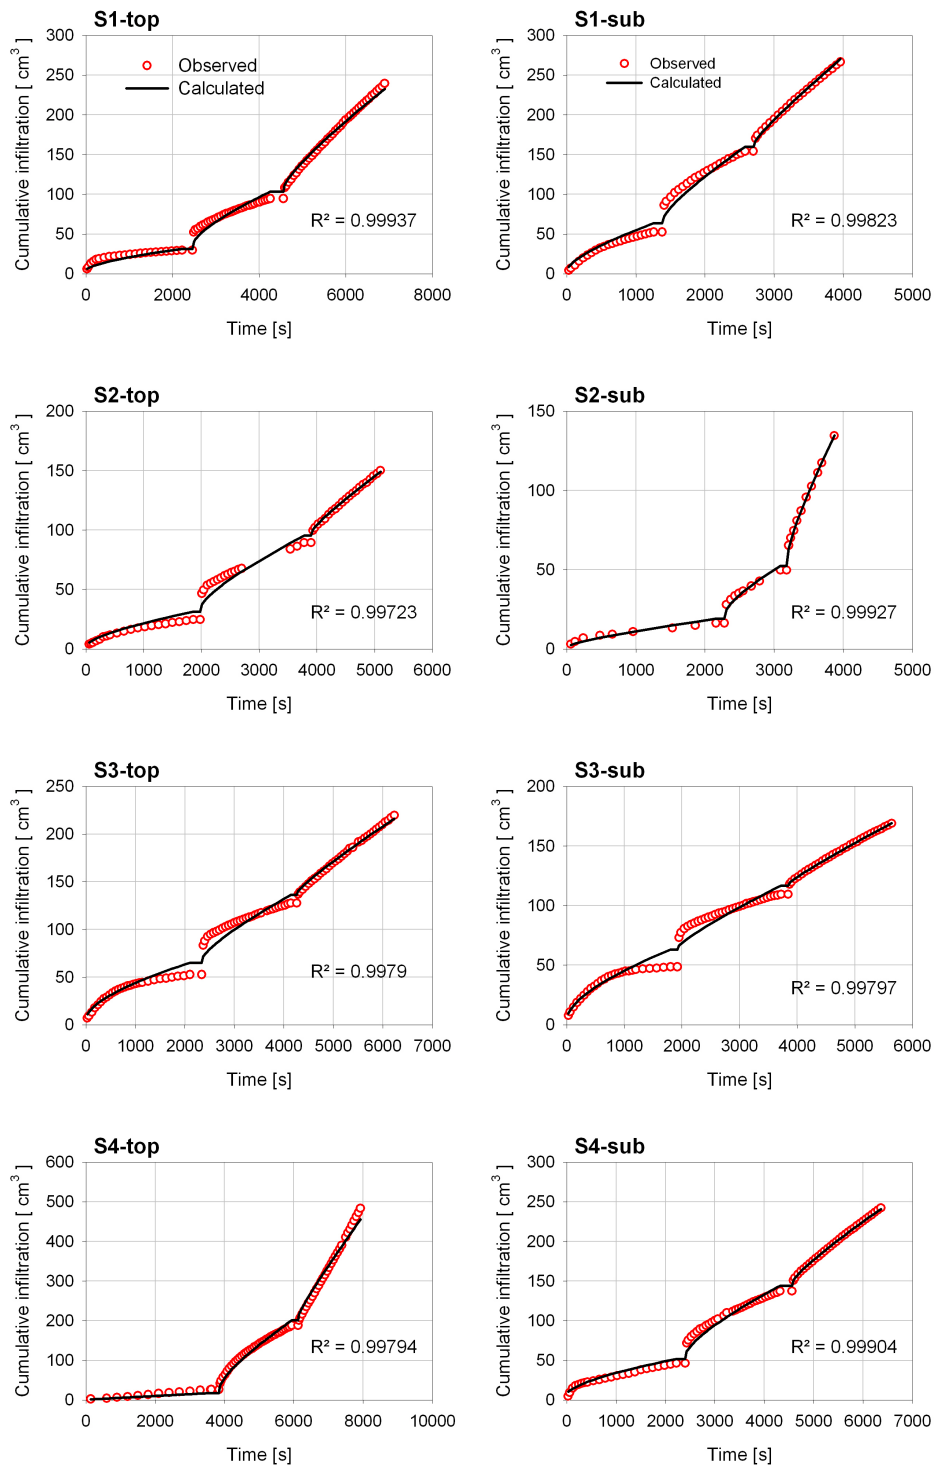 S1-top
Cumulative infiltration [ cm³ ]
300
250
200
150
100
50
0
Observed
Calculated
R² = 0.99937
0 2000 4000 6000 8000
Time [s]
S1-sub
Cumulative infiltration [ cm³ ]
300
250
200
150
100
50
0
Observed
Calculated
R² = 0.99823
0 1000 2000 3000 4000 5000
Time [s]
S2-top
Cumulative infiltration [ cm³ ]
200
150
100
50
0
R² = 0.99723
0 1000 2000 3000 4000 5000 6000
Time [s]
S2-sub
Cumulative infiltration [ cm³ ]
150
100
50
0
R² = 0.99927
0 1000 2000 3000 4000 5000
Time [s]
S3-top
Cumulative infiltration [ cm³ ]
250
200
150
100
50
0
R² = 0.9979
0 1000 2000 3000 4000 5000 6000 7000
Time [s]
S3-sub
Cumulative infiltration [ cm³ ]
200
150
100
50
0
R² = 0.99797
0 1000 2000 3000 4000 5000 6000
Time [s]
S4-top
Cumulative infiltration [ cm³ ]
600
500
400
300
200
100
0
R² = 0.99794
0 2000 4000 6000 8000 10000
Time [s]
S4-sub
Cumulative infiltration [ cm³ ]
300
250
200
150
100
50
0
R² = 0.99904
0 1000 2000 3000 4000 5000 6000 7000
Time [s]